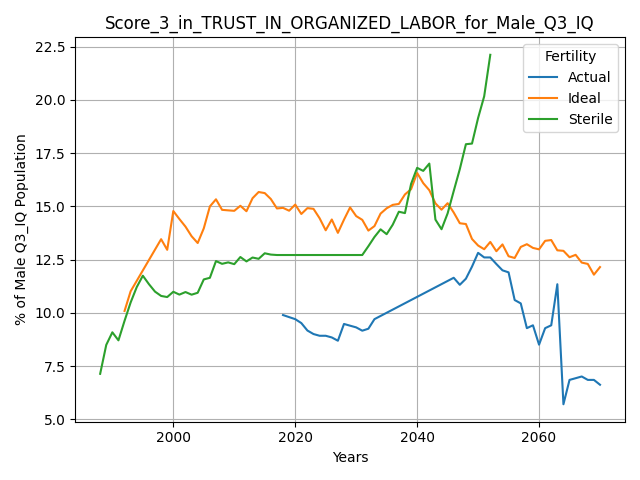 Score_3_in_TRUST_IN_ORGANIZED_LABOR_for_Male_Q3_IQ
Fertility
Actual
Ideal
Sterile
% of Male Q3_IQ Population
22.5
20.0
17.5
15.0
12.5
10.0
7.5
5.0
2000 2020 2040 2060
Years